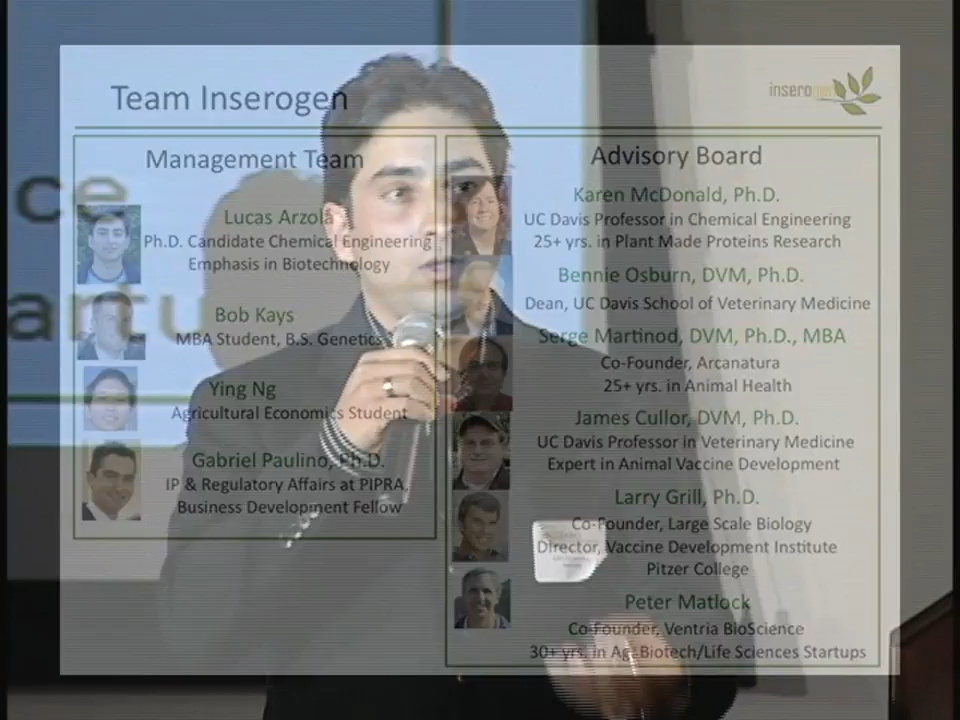 Team Inserogen
inserogen
Management Team
Lucas Arzola
Ph.D. Candidate Chemical Engineering
Emphasis in Biotechnology
Bob Kays
MBA Student, B.S. Genetics
Ying Ng
Agricultural Economics Student
Gabriel Paulino, Ph.D.
IP & Regulatory Affairs at PIPRA,
Business Development Fellow
Advisory Board
Karen McDonald, Ph.D.
UC Davis Professor in Chemical Engineering
25+ yrs. in Plant Made Proteins Research
Bennie Osburn, DVM, Ph.D.
Dean, UC Davis School of Veterinary Medicine
Serge Martinod, DVM, Ph.D., MBA
Co-Founder, Arcanatura
25+ yrs. in Animal Health
James Cullor, DVM, Ph.D.
UC Davis Professor in Veterinary Medicine
Expert in Animal Vaccine Development
Larry Grill, Ph.D.
Co-Founder, Large Scale Biology
Director, Vaccine Development Institute
Pitzer College
Peter Matlock
Co-Founder, Ventria BioScience
30+ yrs. in Ag-Biotech/Life Sciences Startups
ce
artu